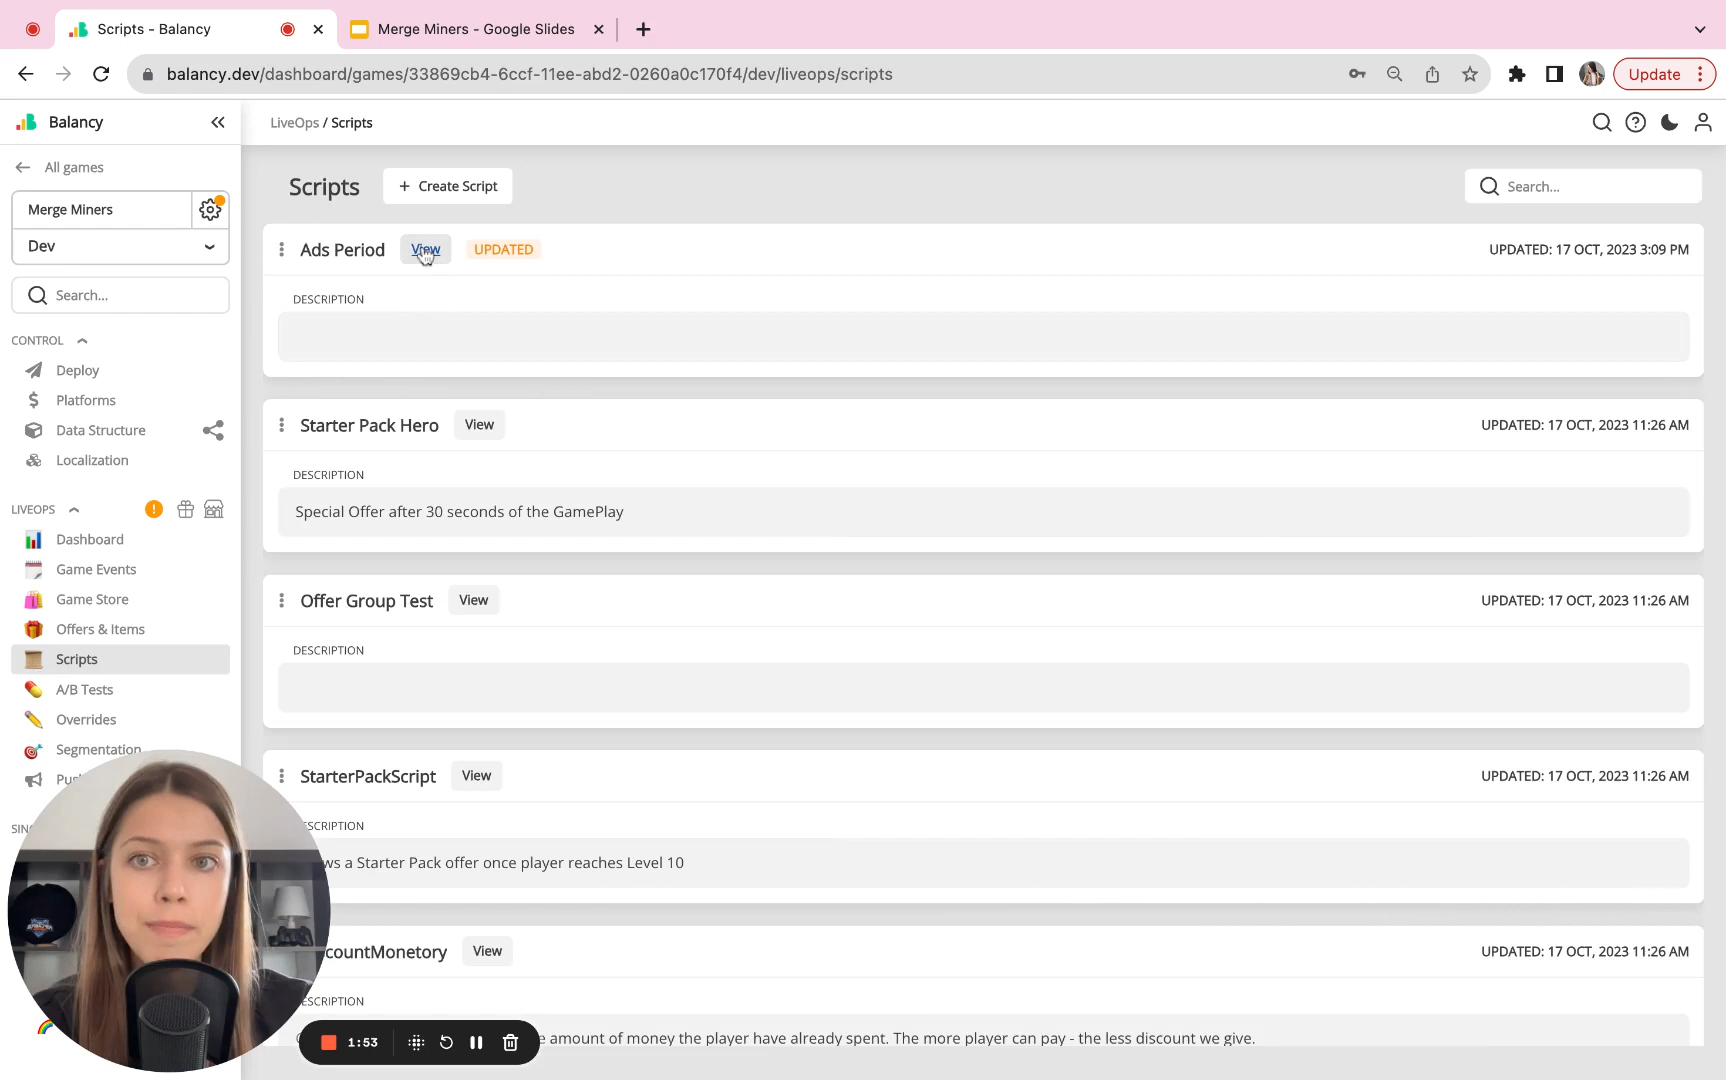 Scripts - Balancy
Merge Miners - Google Slides
balancy.dev/dashboard/games/33869cb4-6ccf-11ee-abd2-0260a0c170f4/dev/liveops/scripts
Update
Balancy
LiveOps / Scripts
All games
Merge Miners
Dev
Search...
CONTROL
Deploy
Platforms
Data Structure
Localization
LIVEOPS
Dashboard
Game Events
Game Store
Offers & Items
Scripts
A/B Tests
Overrides
Segmentation
Scripts
+ Create Script
Search...
Ads Period View UPDATED UPDATED: 17 OCT, 2023 3:09 PM
DESCRIPTION
Starter Pack Hero View UPDATED: 17 OCT, 2023 11:26 AM
DESCRIPTION
Special Offer after 30 seconds of the GamePlay
Offer Group Test View UPDATED: 17 OCT, 2023 11:26 AM
DESCRIPTION
StarterPackScript View UPDATED: 17 OCT, 2023 11:26 AM
a Starter Pack offer once player reaches Level 10
View UPDATED: 17 OCT, 2023 11:26 AM
amount of money the player have already spent. The more player can pay - the less discount we give.
1:53